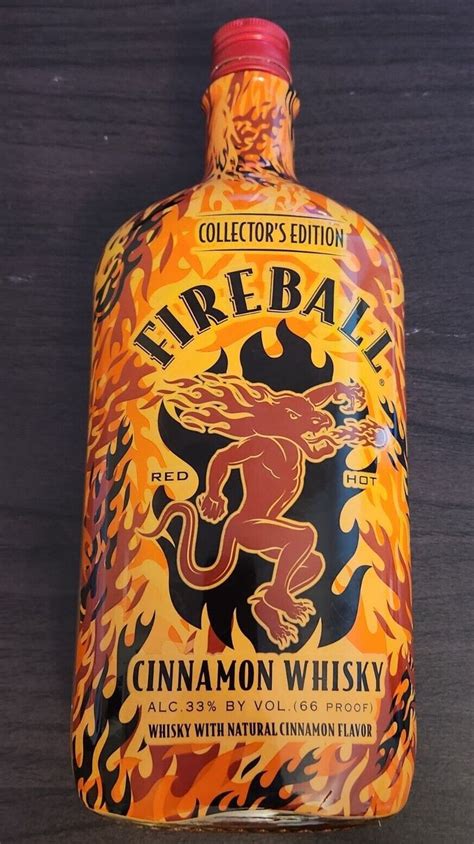 COLLECTOR'S EDITION
FIREBALL®
RED HOT
CINNAMON WHISKY
ALC.33% BY VOL.(66 PROOF)
WHISKY WITH NATURAL CINNAMON FLAVOR